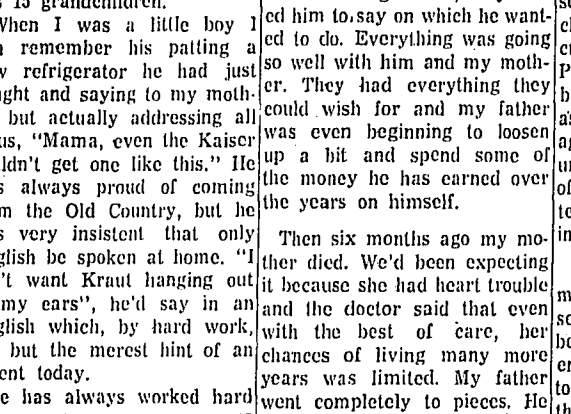 15 grandchildren.
When I was a little boy I
remember his patting a
refrigerator he had just
ught and saying to my moth-
but actually addressing all
us, "Mama, even the Kaiser
ldn't get one like this." He
s always proud of coming
m the Old Country, but he
s very insistent that only
glish be spoken at home. "I
't want Kraut hanging out
my ears", he'd say in an
glish which, by hard work,
but the merest hint of an
ent today.
e has always worked hard
ed him to say on which he want-
ed to do. Everything was going
so well with him and my moth-
er. They had everything they
could wish for and my father
was even beginning to loosen
up a bit and spend some of
the money he has earned over
the years on himself.
Then six months ago my mo-
ther died. We'd been expecting
it because she had heart trouble
and the doctor said that even
with the best of care, her
chances of living many more
years was limited. My father
went completely to pieces. He